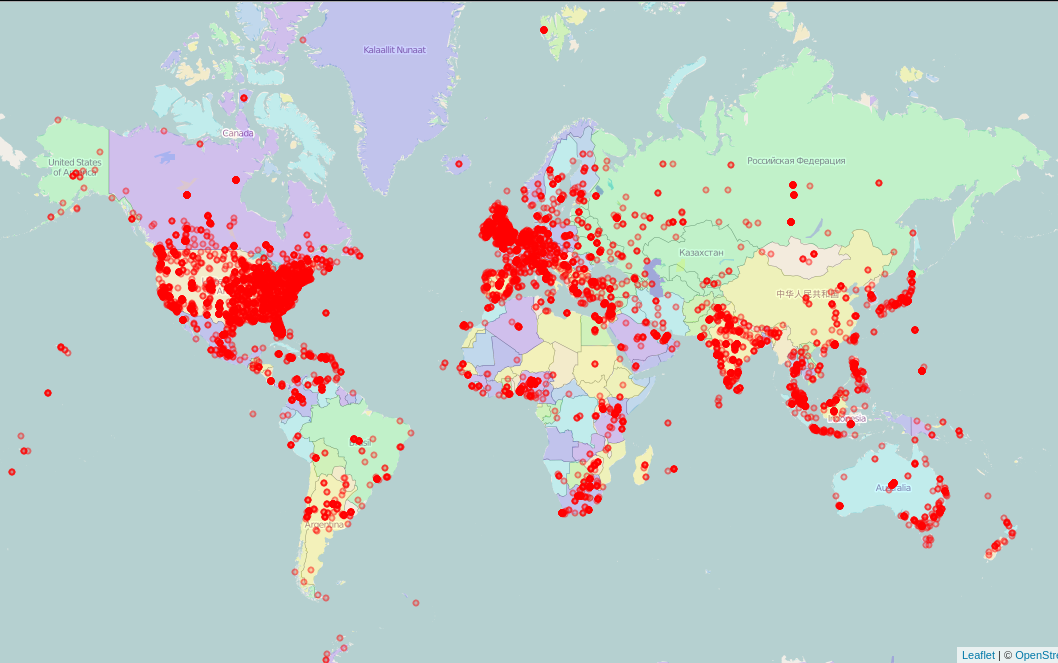 Kalaallit Nunaat
Canada
United States
of America
Российская Федерация
Казахстан
中华人民共和国
Indonesia
Brasil
Australia
Argentina
Leaflet | © OpenStre